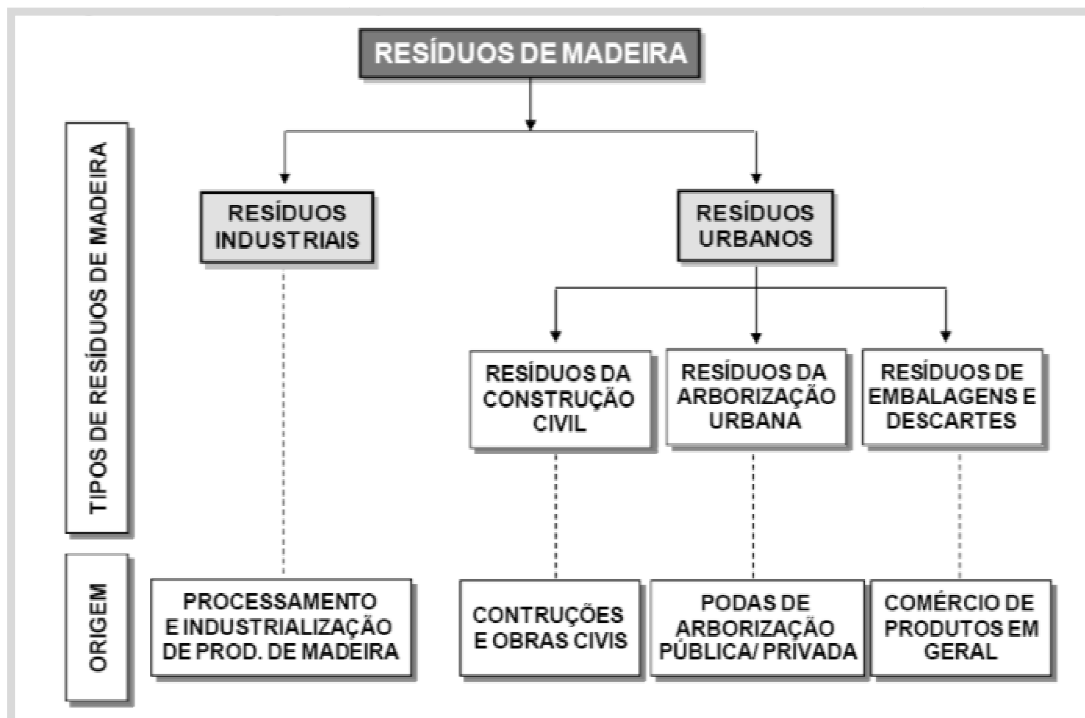 RESÍDUOS DE MADEIRA
TIPOS DE RESÍDUOS DE MADEIRA
RESÍDUOS
INDUSTRIAIS
RESÍDUOS
URBANOS
RESÍDUOS DA
CONSTRUÇÃO
CIVIL
RESÍDUOS DA
ARBORIZAÇÃO
URBANA
RESÍDUOS DE
EMBALAGENS E
DESCARTES
ORIGEM
PROCESSAMENTO
E INDUSTRIALIZAÇÃO
DE PROD. DE MADEIRA
CONTRUÇÕES
E OBRAS CIVIS
PODAS DE
ARBORIZAÇÃO
PÚBLICA/ PRIVADA
COMÉRCIO DE
PRODUTOS EM
GERAL